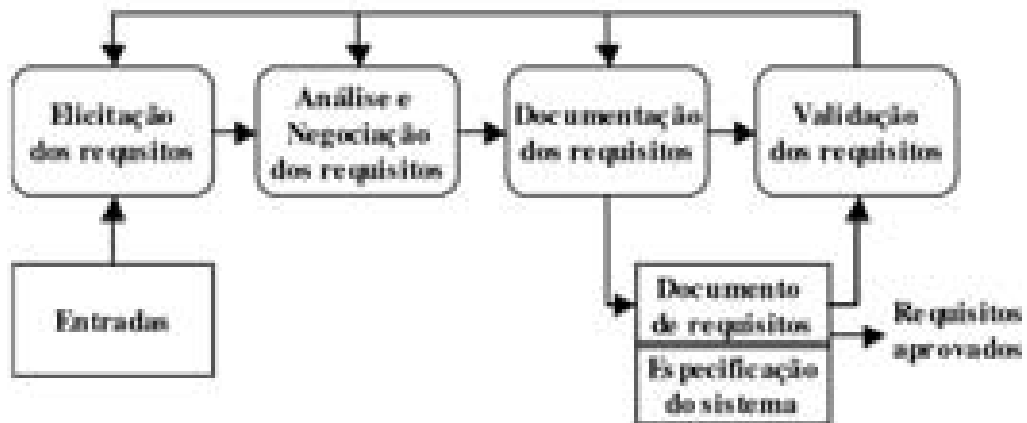 Elicitação
dos requsitos
Análise e
Negociação
dos requisitos
Documentação
dos requisitos
Validação
dos requisitos
Entradas
Documento
de requisitos
Especificação
do sistema
Requisitos
aprovados